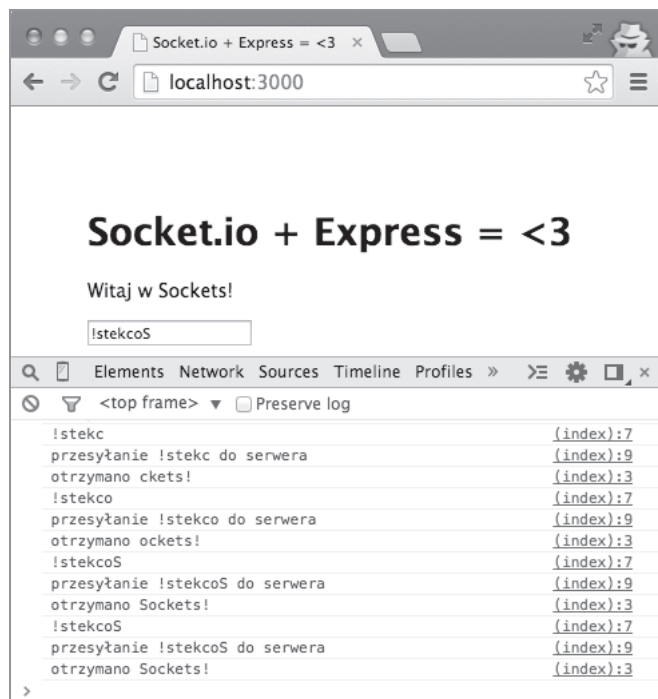 Socket.io + Express = <3 ×
localhost:3000
Socket.io + Express = <3
Witaj w Sockets!
!stekcoS
Elements Network Sources Timeline Profiles »
<top frame> ▼ Preserve log
!stekc (index):7
przesyłanie !stekc do serwera (index):9
otrzymano ckets! (index):3
!stekco (index):7
przesyłanie !stekco do serwera (index):9
otrzymano ockets! (index):3
!stekcoS (index):7
przesyłanie !stekcoS do serwera (index):9
otrzymano Sockets! (index):3
!stekcoS (index):7
przesyłanie !stekcoS do serwera (index):9
otrzymano Sockets! (index):3
>